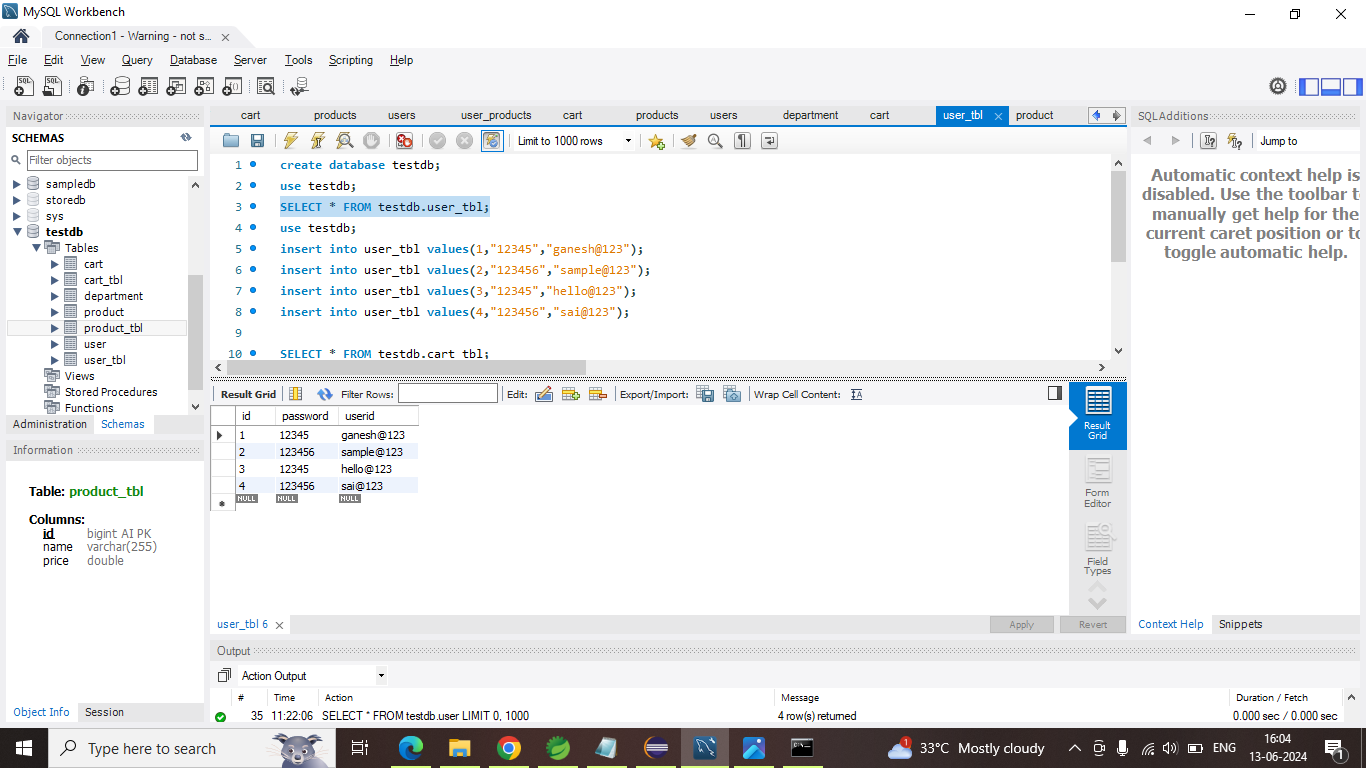 MySQL Workbench
Connection1 - Warning - not s...
File Edit View Query Database Server Tools Scripting Help
Navigator
SCHEMAS
Filter objects
sampledb
storedb
sys
testdb
Tables
cart
cart_tbl
department
product
product_tbl
user
user_tbl
Views
Stored Procedures
Functions
Administration Schemas
Information
Table: product_tbl
Columns:
id bigint AI PK
name varchar(255)
price double
Object Info Session
cart products users user_products cart products users department cart user_tbl product
Limit to 1000 rows
1 create database testdb;
2 use testdb;
3 SELECT * FROM testdb.user_tbl;
4 use testdb;
5 insert into user_tbl values(1,"12345","ganesh@123");
6 insert into user_tbl values(2,"123456","sample@123");
7 insert into user_tbl values(3,"12345","hello@123");
8 insert into user_tbl values(4,"123456","sai@123");
9
10 SELECT * FROM testdb.cart_tbl;
Result Grid Filter Rows: Edit: Export/Import: Wrap Cell Content:
id password userid
1 12345 ganesh@123
2 123456 sample@123
3 12345 hello@123
4 123456 sai@123
NULL NULL NULL
Result
Grid
Form
Editor
Field
Types
user_tbl 6 Apply Revert
SQLAdditions
Jump to
Automatic context help is
disabled. Use the toolbar to
manually get help for the
current caret position or to
toggle automatic help.
Context Help Snippets
Output
Action Output
# Time Action Message Duration / Fetch
35 11:22:06 SELECT * FROM testdb.user LIMIT 0, 1000 4 row(s) returned 0.000 sec / 0.000 sec
Type here to search
1
33°C Mostly cloudy
ENG
16:04
13-06-2024
1